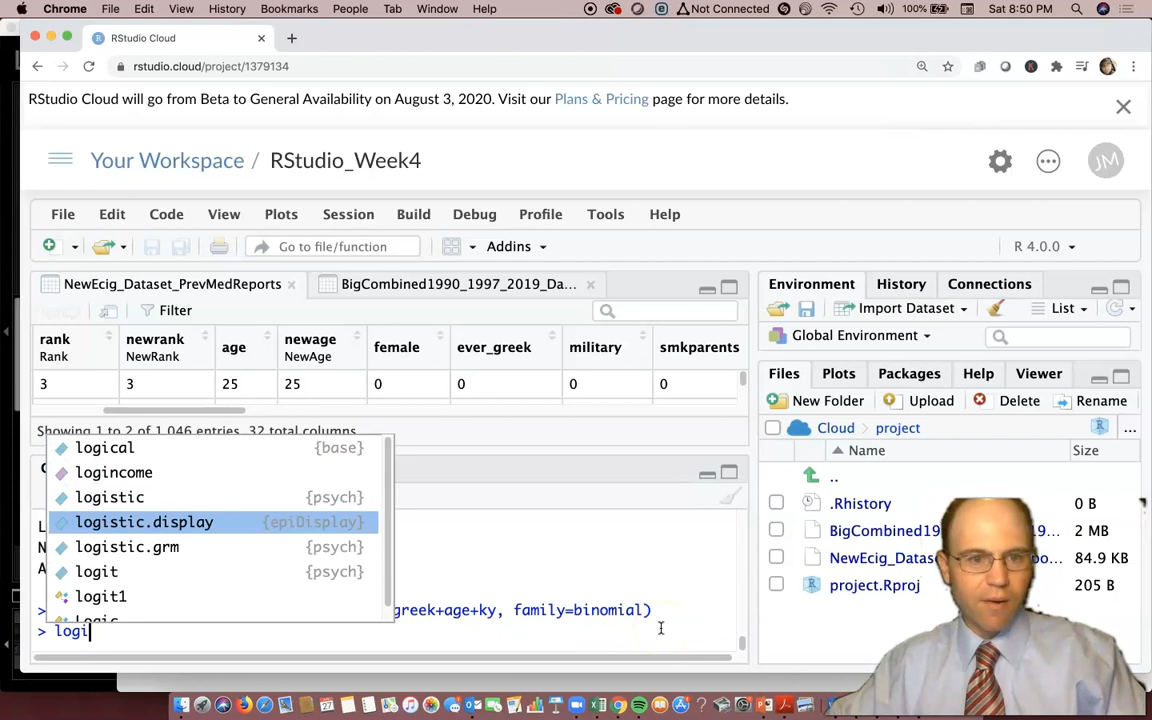 Chrome File Edit View History Bookmarks People Tab Window Help Not Connected 100% Sat 8:50 PM
RStudio Cloud
rstudio.cloud/project/1379134
RStudio Cloud will go from Beta to General Availability on August 3, 2020. Visit our Plans & Pricing page for more details.
Your Workspace / RStudio_Week4 JM
File Edit Code View Plots Session Build Debug Profile Tools Help
Go to file/function Addins R 4.0.0
NewEcig_Dataset_PrevMedReports BigCombined1990_1997_2019_Da...
Filter
rank newrank age newage female ever_greek military smkparents
Rank NewRank NewAge
3 3 25 25 0 0 0 0
Showing 1 to 2 of 1,046 entries, 32 total columns
logical {base}
logincome
logistic {psych}
logistic.display {epiDisplay}
logistic.grm {psych}
logit {psych}
logit1
L
N
A
> greek+age+ky, family=binomial)
> logi
Environment History Connections
Import Dataset List
Global Environment
Files Plots Packages Help Viewer
New Folder Upload Delete Rename
Cloud project ...
Name Size
..
.Rhistory 0 B
BigCombined19 19... 2 MB
NewEcig_Datas oo... 84.9 KB
project.Rproj 205 B